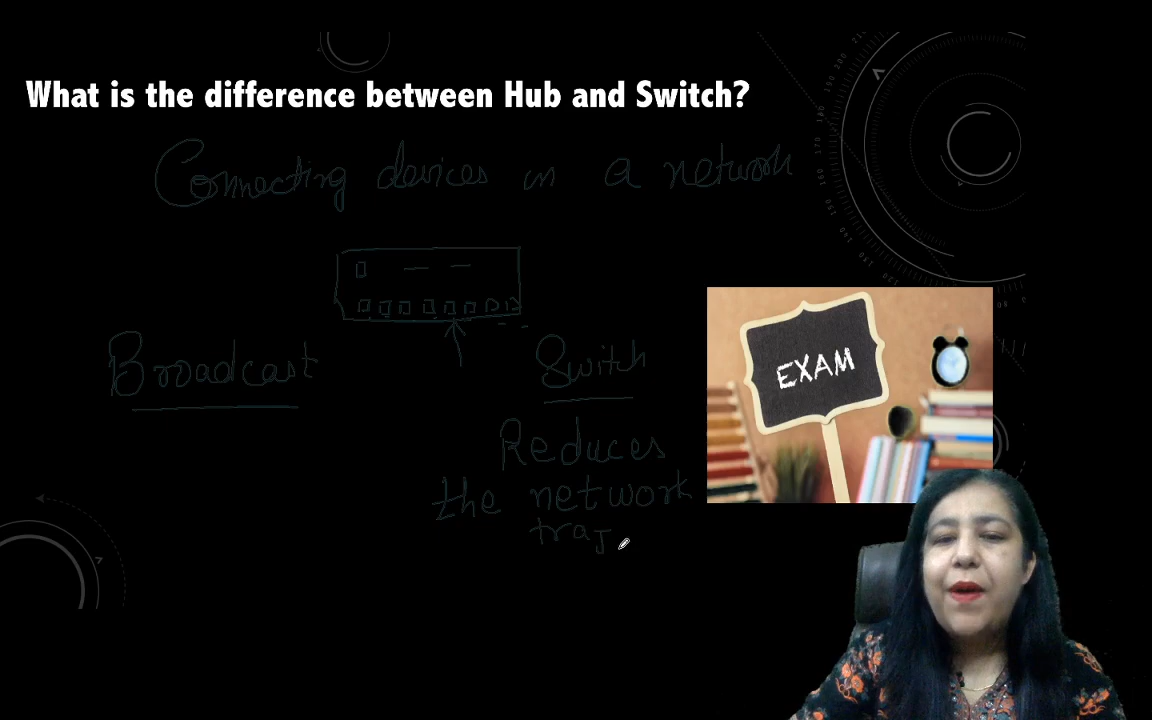 What is the difference between Hub and Switch?
Connecting devices in a network
Broadcast
Switch
Reduces
the network
EXAM